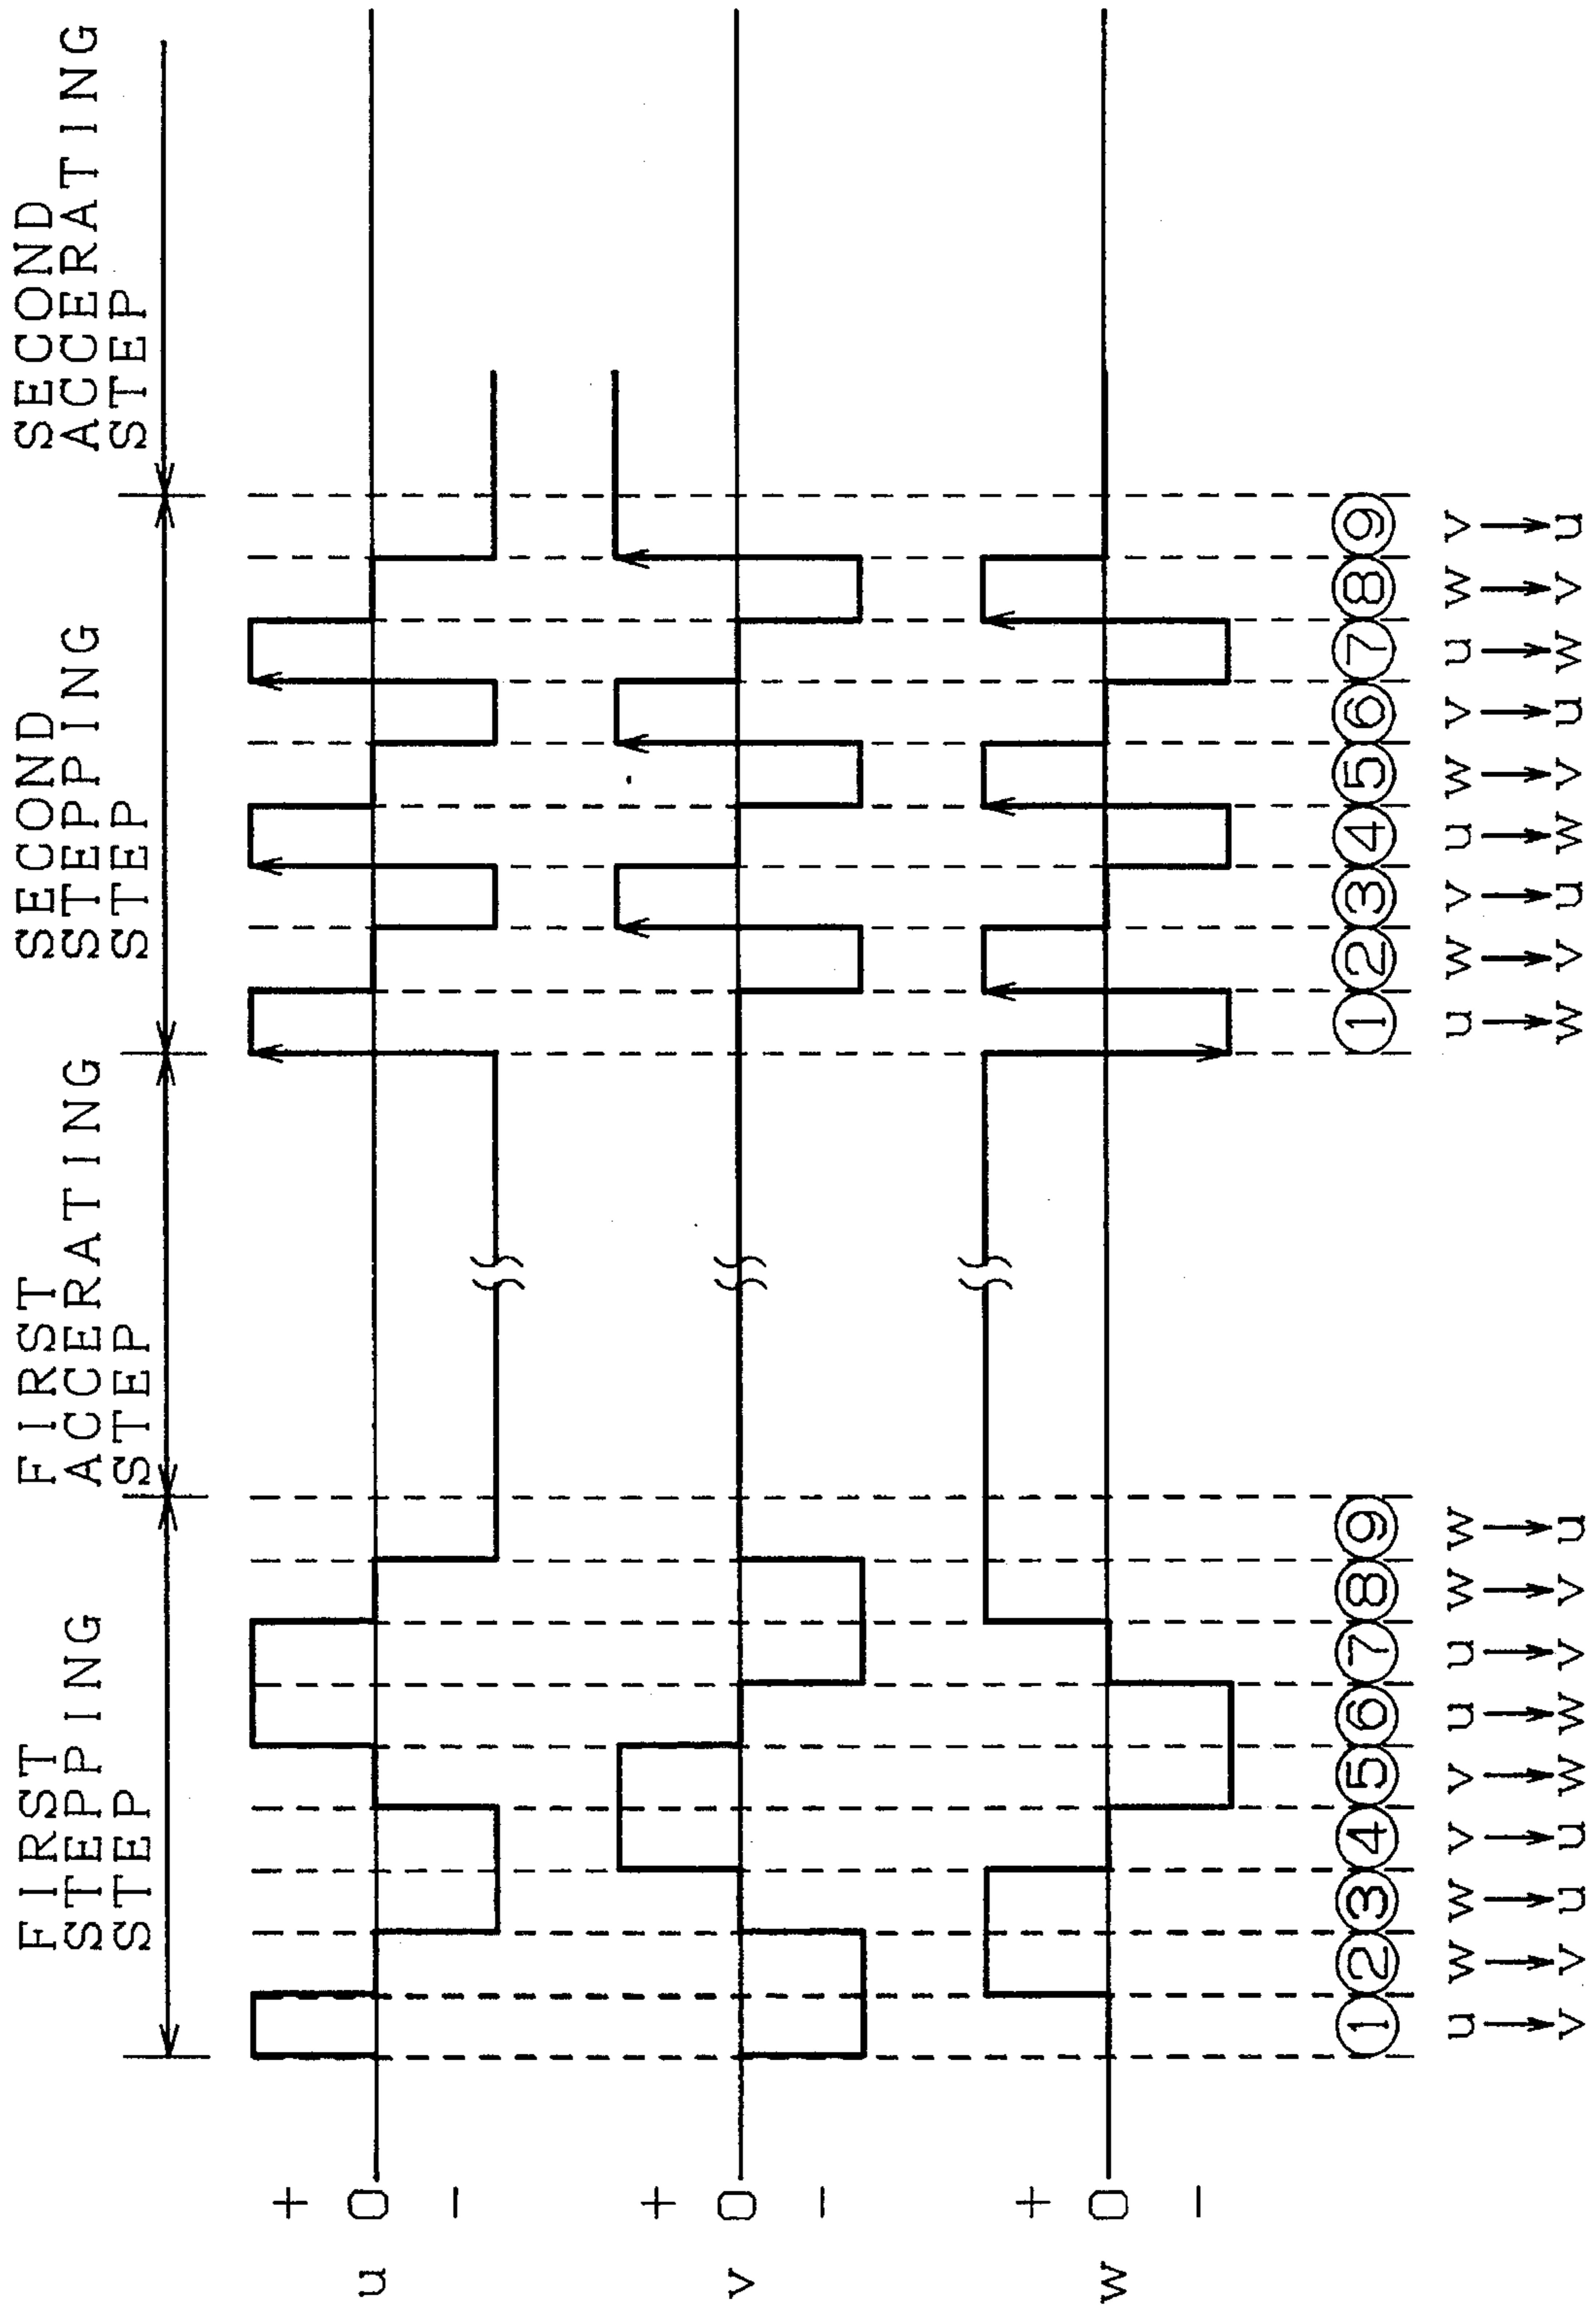 FIRST
STEPPING
STEP
FIRST
ACCERATING
STEP
SECOND
STEPPING
STEP
SECOND
ACCERATING
STEP
u
+
0
−
v
+
0
−
w
+
0
−
① ② ③ ④ ⑤ ⑥ ⑦ ⑧ ⑨ ① ② ③ ④ ⑤ ⑥ ⑦ ⑧ ⑨
u w w v v u u w w u w v u w v u w v
v v u u w w v v u w v u w v u w v u